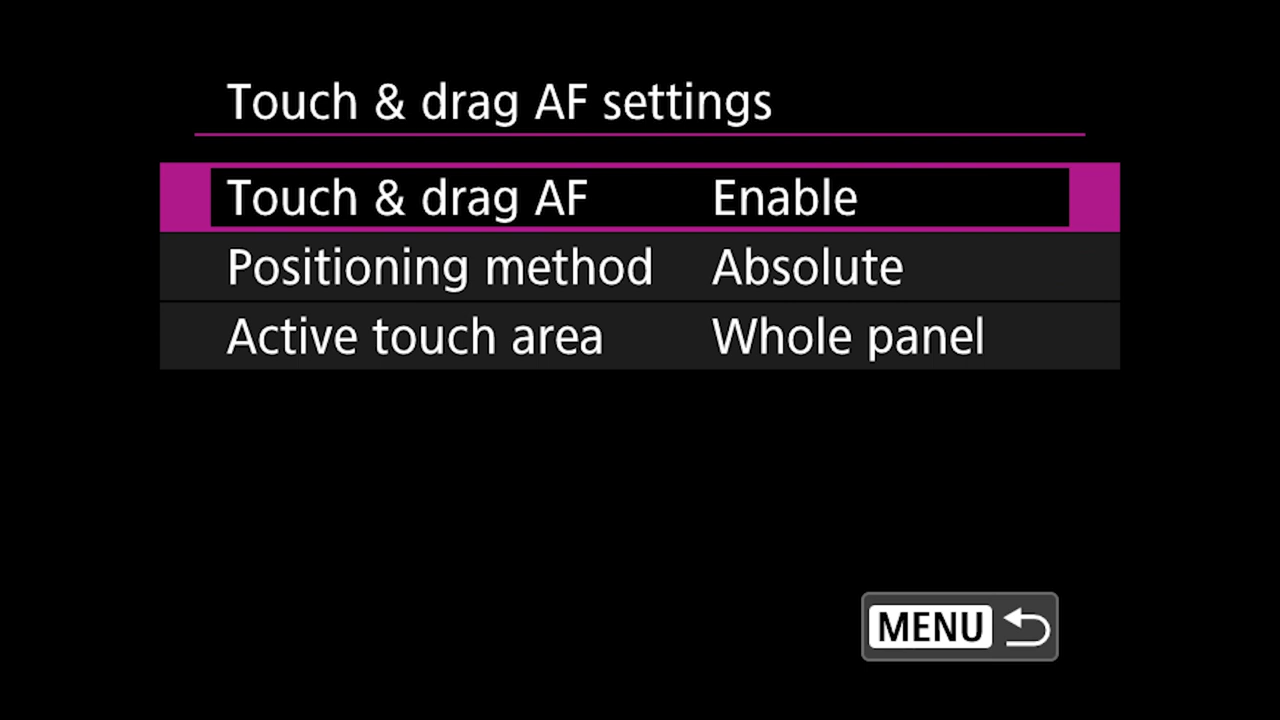 Touch & drag AF settings
Touch & drag AF Enable
Positioning method Absolute
Active touch area Whole panel
MENU